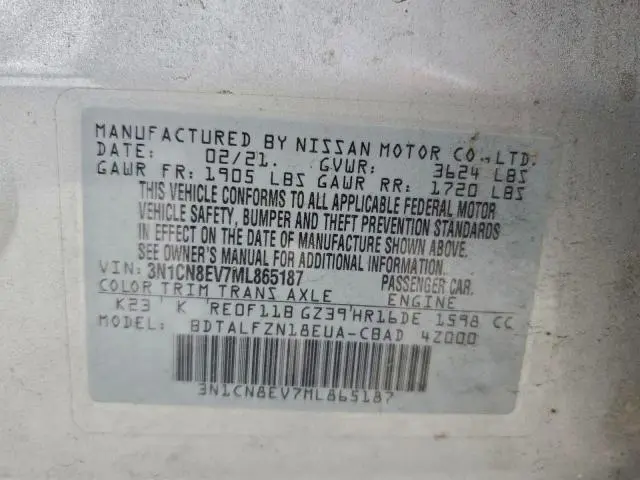 MANUFACTURED BY NISSAN MOTOR CO.,LTD.
DATE: 02/21. GVWR: 3624 LBS
GAWR FR: 1905 LBS GAWR RR: 1720 LBS
THIS VEHICLE CONFORMS TO ALL APPLICABLE FEDERAL MOTOR
VEHICLE SAFETY, BUMPER AND THEFT PREVENTION STANDARDS
IN EFFECT ON THE DATE OF MANUFACTURE SHOWN ABOVE.
SEE OWNER'S MANUAL FOR ADDITIONAL INFORMATION.
VIN: 3N1CN8EV7ML865187 PASSENGER CAR.
COLOR TRIM TRANS AXLE ENGINE
K23 K RE0F11B GZ39 HR16DE 1598 CC
MODEL: BDTALFZN18EUA-CBAD 4Z000
3N1CN8EV7ML865187